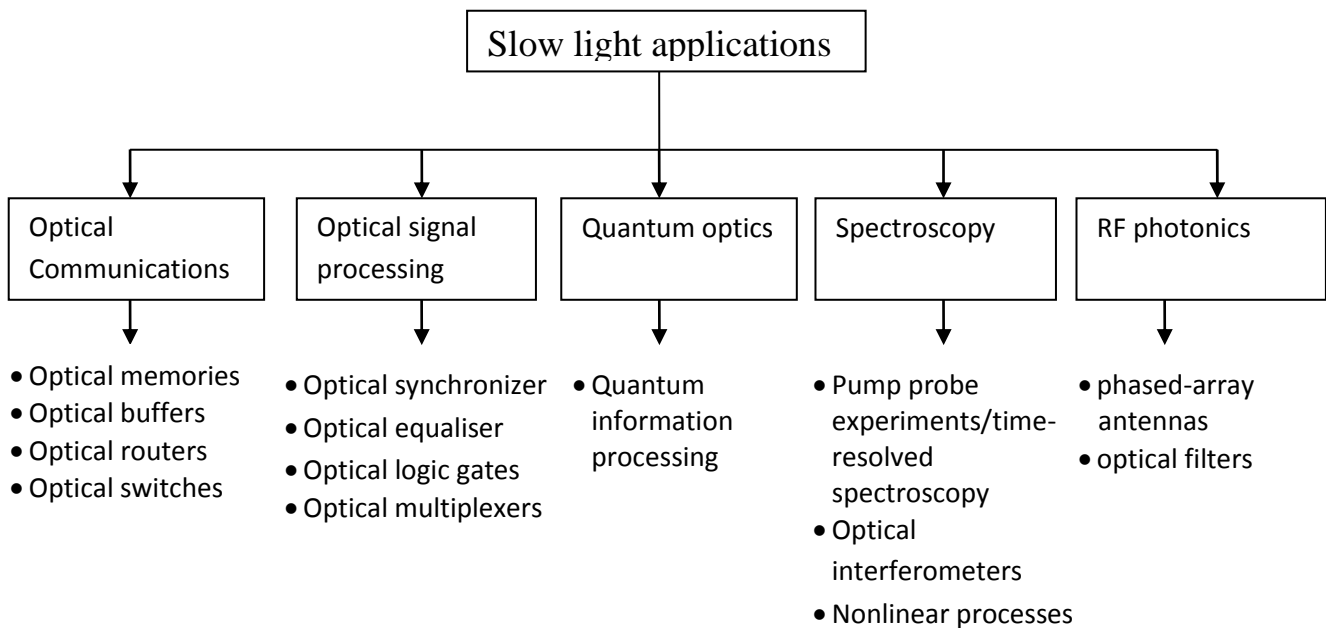 Slow light applications
Optical
Communications
Optical signal
processing
Quantum optics
Spectroscopy
RF photonics
• Optical memories
• Optical buffers
• Optical routers
• Optical switches
• Optical synchronizer
• Optical equaliser
• Optical logic gates
• Optical multiplexers
• Quantum
information
processing
• Pump probe
experiments/time-
resolved
spectroscopy
• Optical
interferometers
• Nonlinear processes
• phased-array
antennas
• optical filters